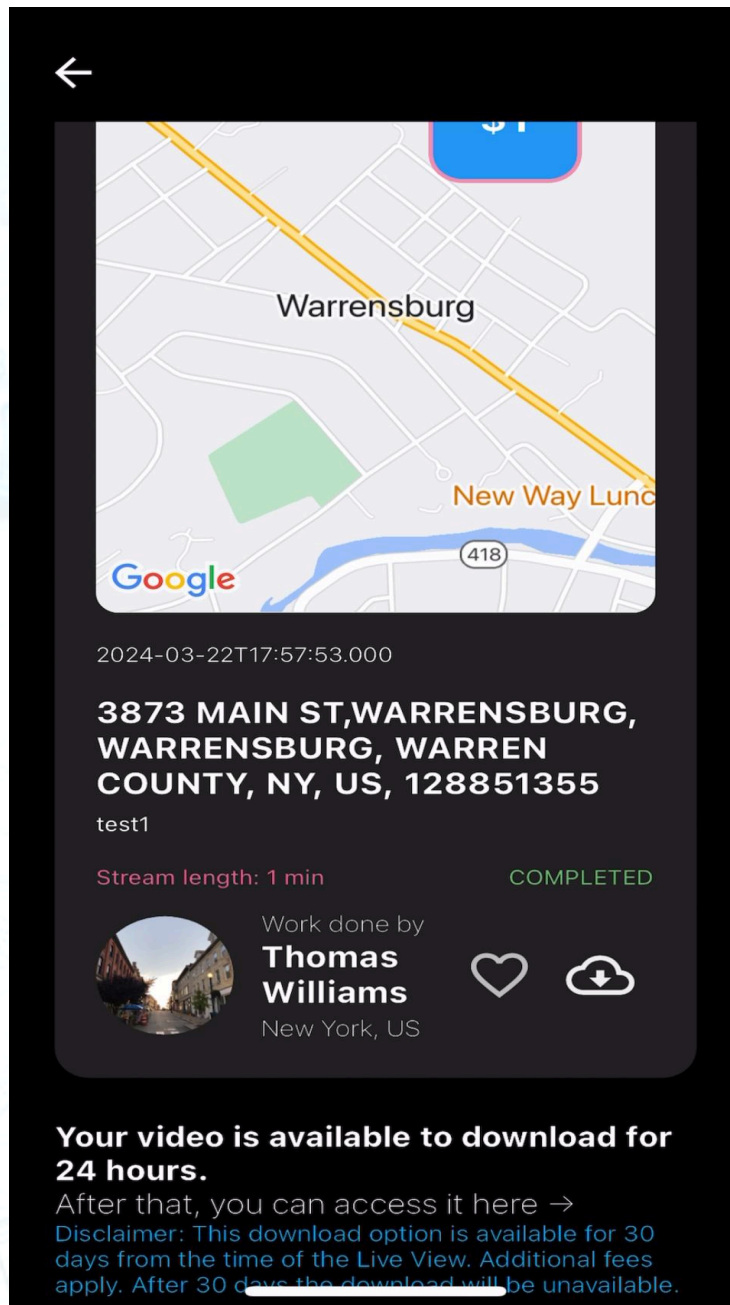 $1
Warrensburg
New Way Lunc
418
Google
2024-03-22T17:57:53.000
3873 MAIN ST,WARRENSBURG,
WARRENSBURG, WARREN
COUNTY, NY, US, 128851355
test1
Stream length: 1 min
COMPLETED
Work done by
Thomas
Williams
New York, US
Your video is available to download for
24 hours.
After that, you can access it here →
Disclaimer: This download option is available for 30
days from the time of the Live View. Additional fees
apply. After 30 days the download will be unavailable.